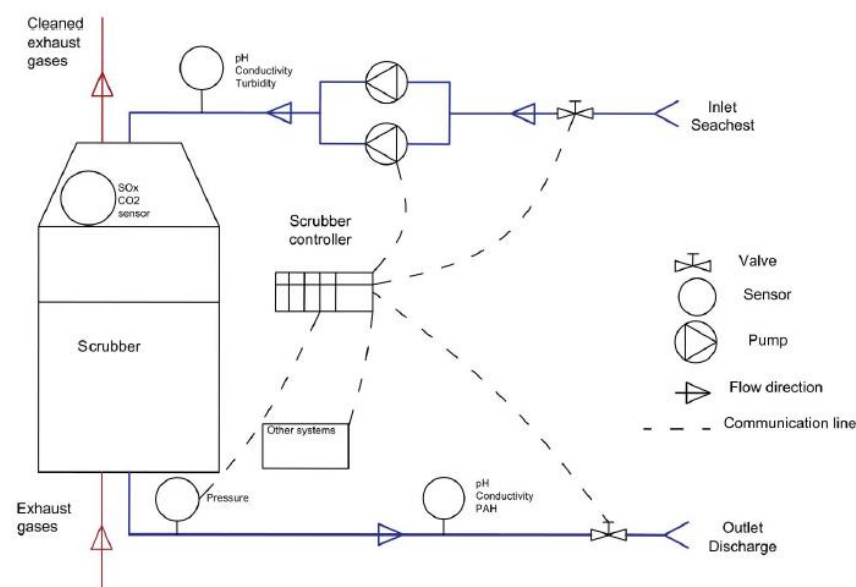 Cleaned
exhaust
gases
pH
Conductivity
Turbidity
Inlet
Seachest
SOx
CO2
sensor
Scrubber
controller
Valve
Sensor
Scrubber
Pump
Flow direction
Communication line
Other systems
Pressure
pH
Conductivity
PAH
Exhaust
gases
Outlet
Discharge